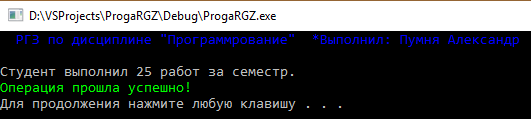 D:\VSProjects\ProgaRGZ\Debug\ProgaRGZ.exe
РГЗ по дисциплине "Программирование" *Выполнил: Пумня Александр
Студент выполнил 25 работ за семестр.
Операция прошла успешно!
Для продолжения нажмите любую клавишу . . .